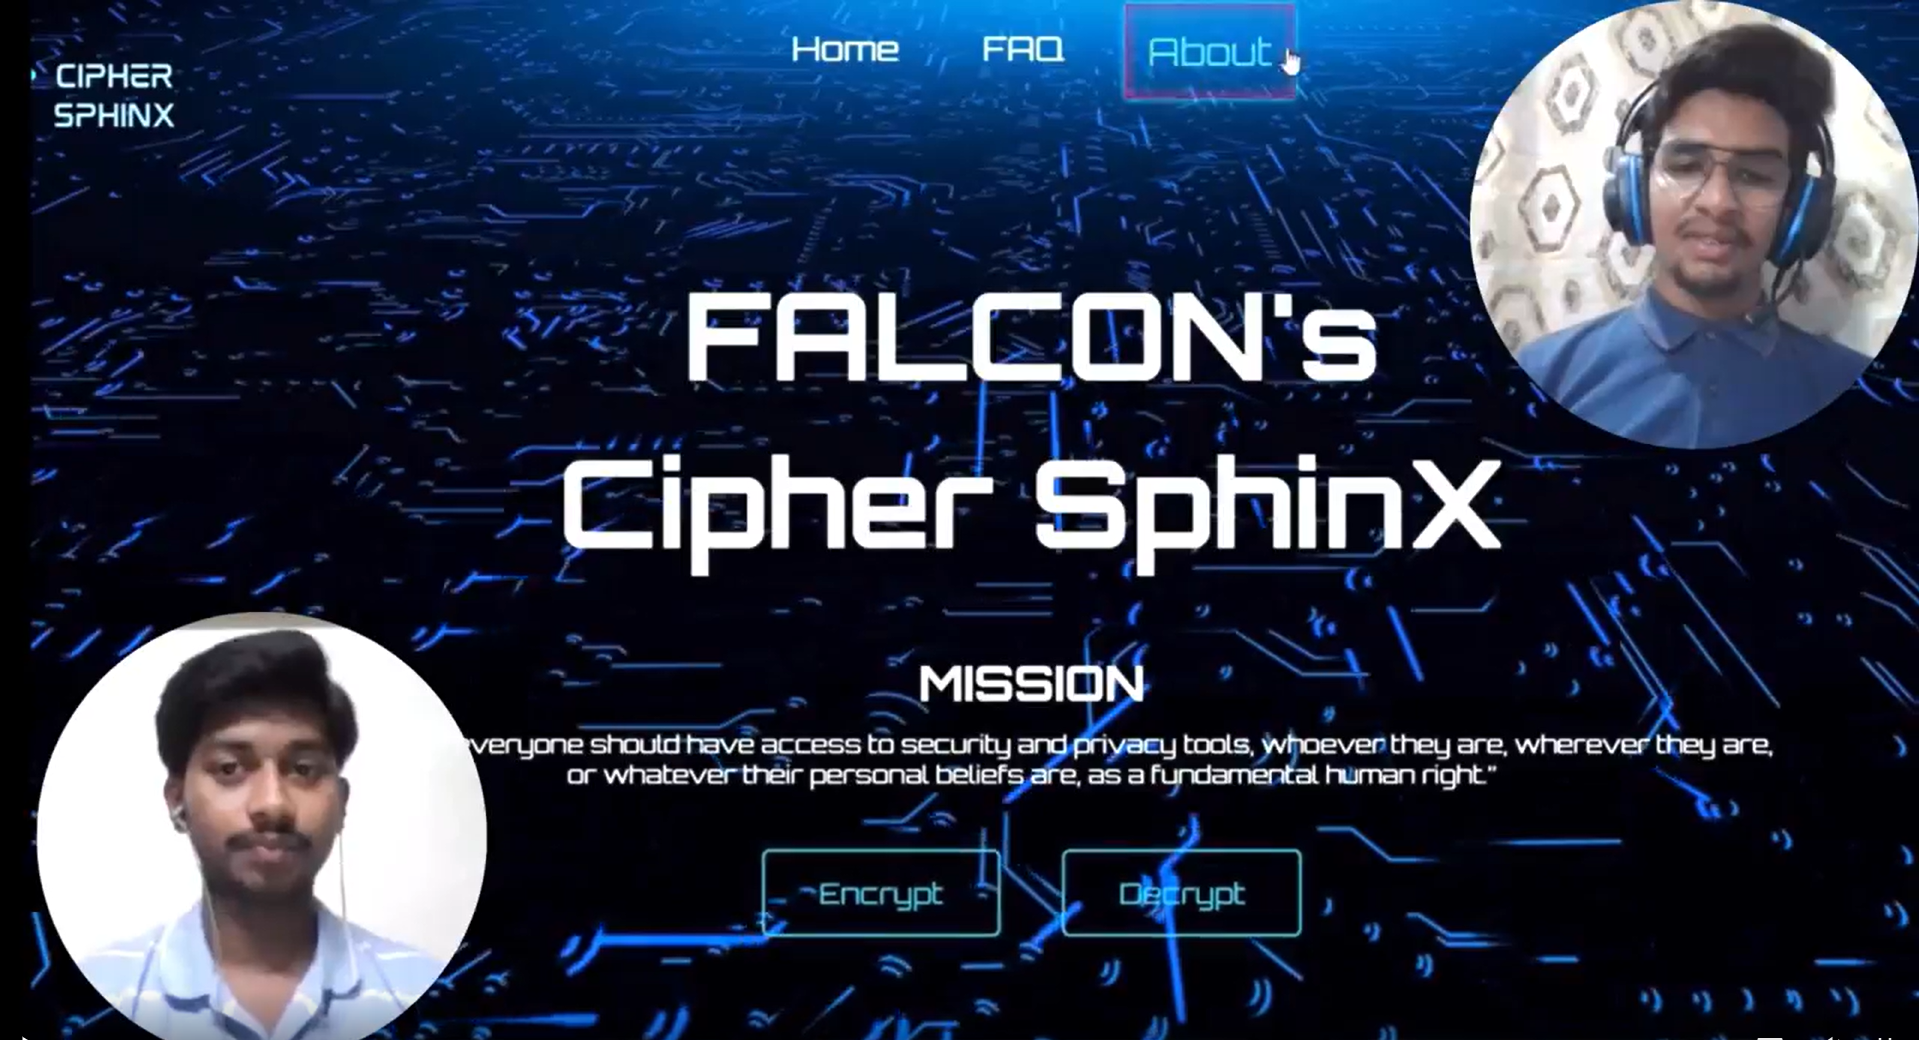 Home FAQ About
CIPHER
SPHINX
FALCON's
Cipher SphinX
MISSION
should have access to security and privacy tools, whoever they are, wherever they are,
or whatever their personal beliefs are, as a fundamental human right."
Encrypt Decrypt